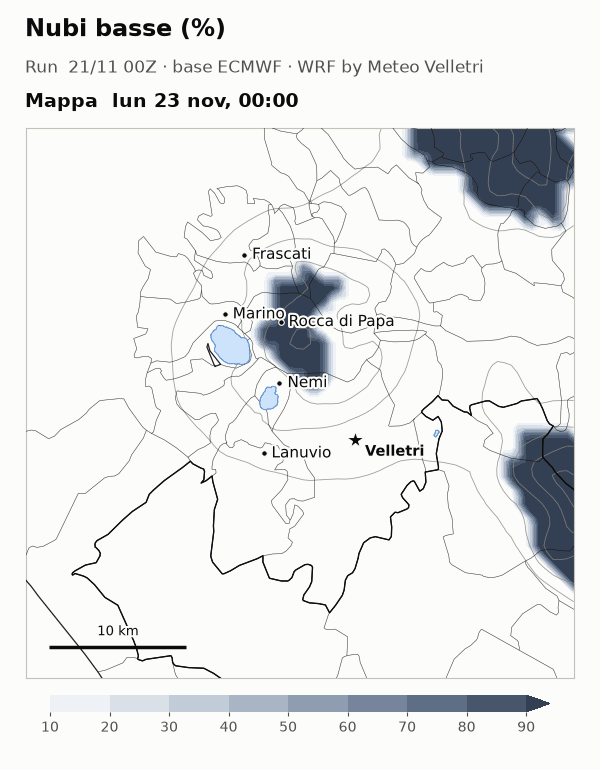 Nubi basse (%)
Run  21/11 00Z · base ECMWF · WRF by Meteo Velletri
Mappa  lun 23 nov, 00:00
Frascati
Marino
Rocca di Papa
Nemi
Velletri
Lanuvio
10 km
10 20 30 40 50 60 70 80 90